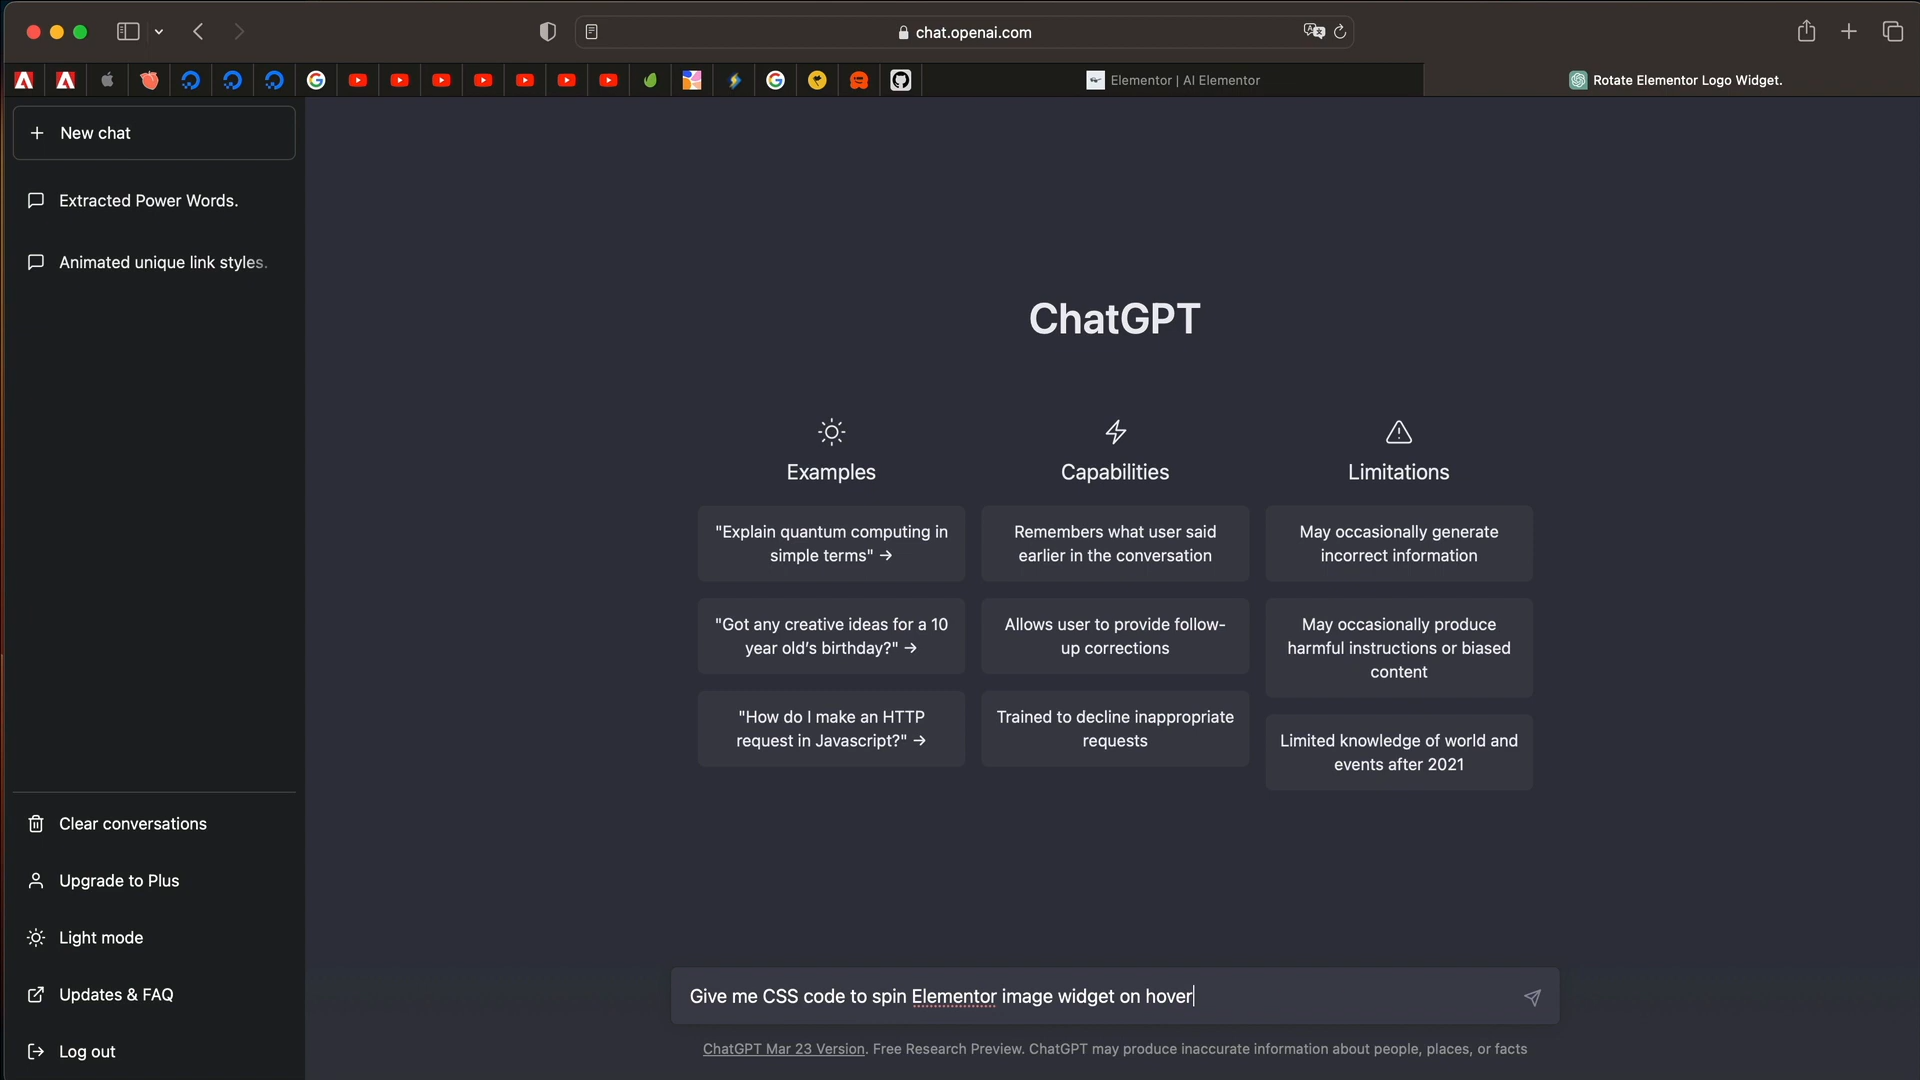 chat.openai.com
Elementor | AI Elementor
Rotate Elementor Logo Widget.
New chat
Extracted Power Words.
Animated unique link styles.
ChatGPT
Examples
Capabilities
Limitations
"Explain quantum computing in
simple terms" →
Remembers what user said
earlier in the conversation
May occasionally generate
incorrect information
"Got any creative ideas for a 10
year old's birthday?" →
Allows user to provide follow-
up corrections
May occasionally produce
harmful instructions or biased
content
"How do I make an HTTP
request in Javascript?" →
Trained to decline inappropriate
requests
Limited knowledge of world and
events after 2021
Clear conversations
Upgrade to Plus
Light mode
Updates & FAQ
Log out
Give me CSS code to spin Elementor image widget on hover
ChatGPT Mar 23 Version. Free Research Preview. ChatGPT may produce inaccurate information about people, places, or facts